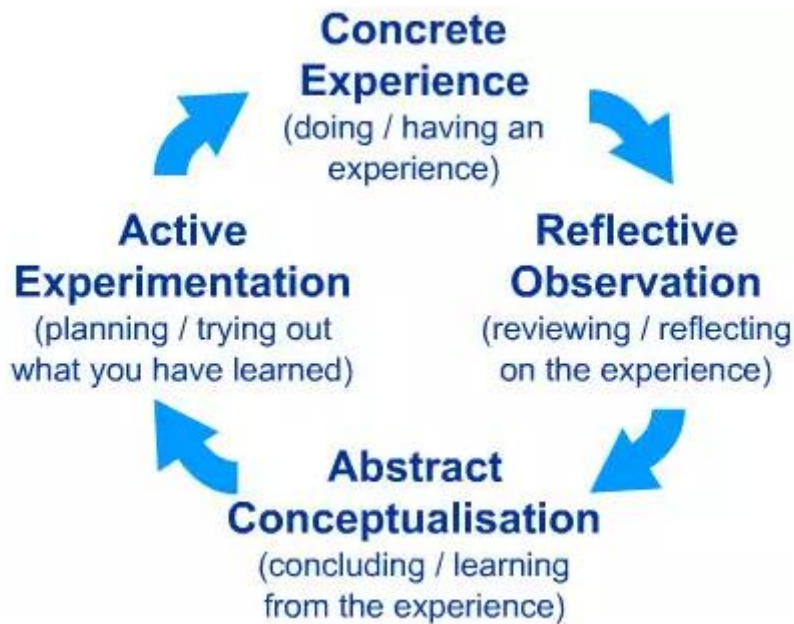 Concrete
Experience
(doing / having an
experience)
Reflective
Observation
(reviewing / reflecting
on the experience)
Abstract
Conceptualisation
(concluding / learning
from the experience)
Active
Experimentation
(planning / trying out
what you have learned)